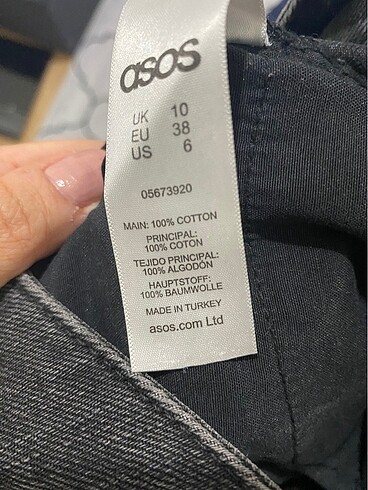 asos
UK 10
EU 38
US 6
05673920
MAIN: 100% COTTON
PRINCIPAL:
100% COTON
TEJIDO PRINCIPAL:
100% ALGODÓN
HAUPTSTOFF:
100% BAUMWOLLE
MADE IN TURKEY
asos.com Ltd